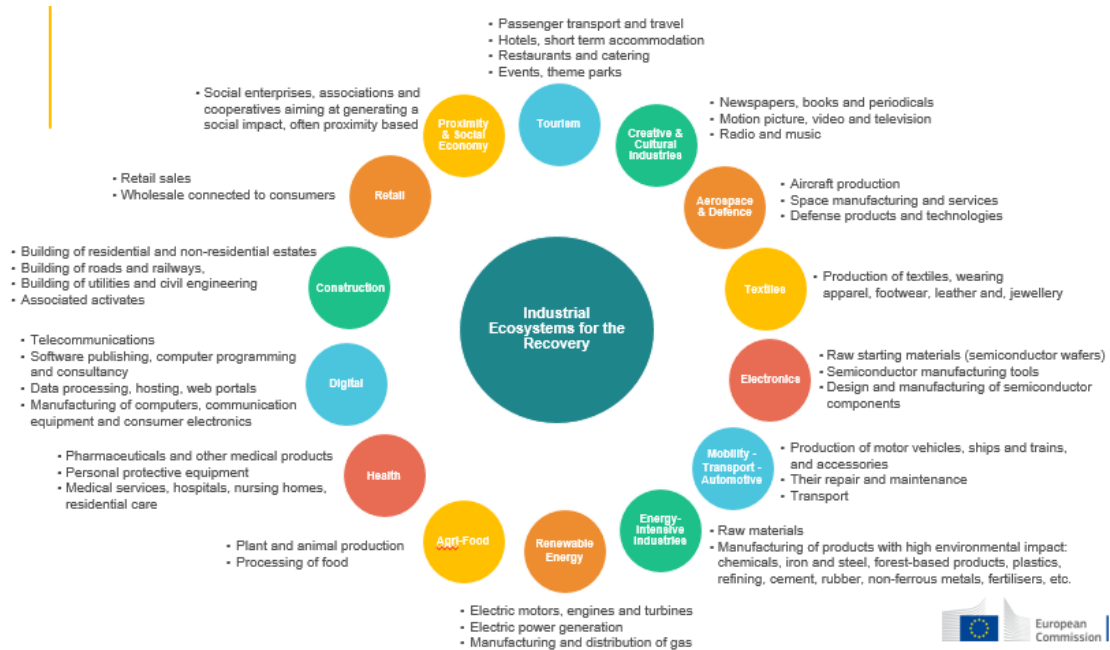 ▪ Passenger transport and travel
▪ Hotels, short term accommodation
▪ Restaurants and catering
▪ Events, theme parks
Tourism
▪ Newspapers, books and periodicals
▪ Motion picture, video and television
▪ Radio and music
Creative &
Cultural
Industries
▪ Aircraft production
▪ Space manufacturing and services
▪ Defense products and technologies
Aerospace
& Defence
▪ Production of textiles, wearing
apparel, footwear, leather and, jewellery
Textiles
▪ Raw starting materials (semiconductor wafers)
▪ Semiconductor manufacturing tools
▪ Design and manufacturing of semiconductor
components
Electronics
▪ Production of motor vehicles, ships and trains,
and accessories
▪ Their repair and maintenance
▪ Transport
Mobility -
Transport -
Automotive
▪ Raw materials
▪ Manufacturing of products with high environmental impact:
chemicals, iron and steel, forest-based products, plastics,
refining, cement, rubber, non-ferrous metals, fertilisers, etc.
Energy-
Intensive
Industries
▪ Electric motors, engines and turbines
▪ Electric power generation
▪ Manufacturing and distribution of gas
Renewable
Energy
▪ Plant and animal production
▪ Processing of food
Agri-Food
▪ Pharmaceuticals and other medical products
▪ Personal protective equipment
▪ Medical services, hospitals, nursing homes,
residential care
Health
▪ Telecommunications
▪ Software publishing, computer programming
and consultancy
▪ Data processing, hosting, web portals
▪ Manufacturing of computers, communication
equipment and consumer electronics
Digital
▪ Building of residential and non-residential estates
▪ Building of roads and railways,
▪ Building of utilities and civil engineering
▪ Associated activates
Construction
▪ Retail sales
▪ Wholesale connected to consumers
Retail
▪ Social enterprises, associations and
cooperatives aiming at generating a
social impact, often proximity based
Proximity
& Social
Economy
Industrial
Ecosystems for the
Recovery
European
Commission